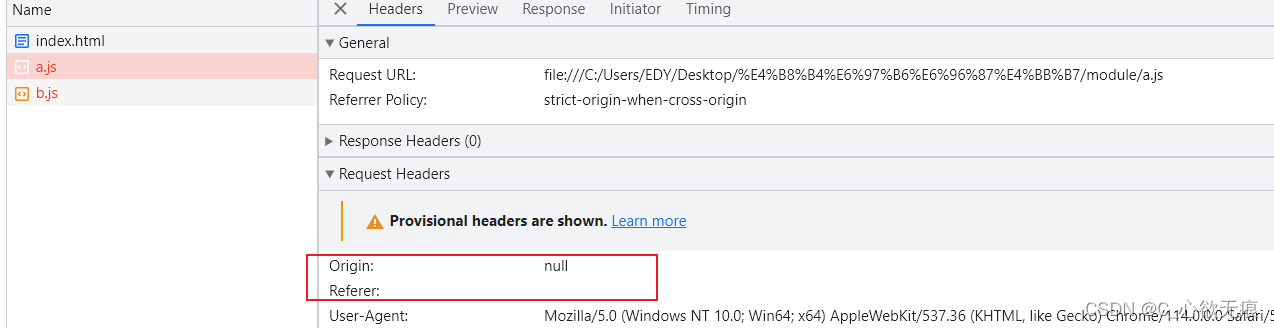 Name
Headers Preview Response Initiator Timing
index.html
a.js
b.js
General
Request URL: file:///C:/Users/EDY/Desktop/%E4%B8%B4%E6%97%B6%E6%96%87%E4%BB%B7/module/a.js
Referrer Policy: strict-origin-when-cross-origin
Response Headers (0)
Request Headers
Provisional headers are shown. Learn more
Origin: null
Referer:
User-Agent: Mozilla/5.0 (Windows NT 10.0; Win64; x64) AppleWebKit/537.36 (KHTML, like Gecko) Chrome/114.0.0.0 Safari/5
CSDN @C_心欲无痕